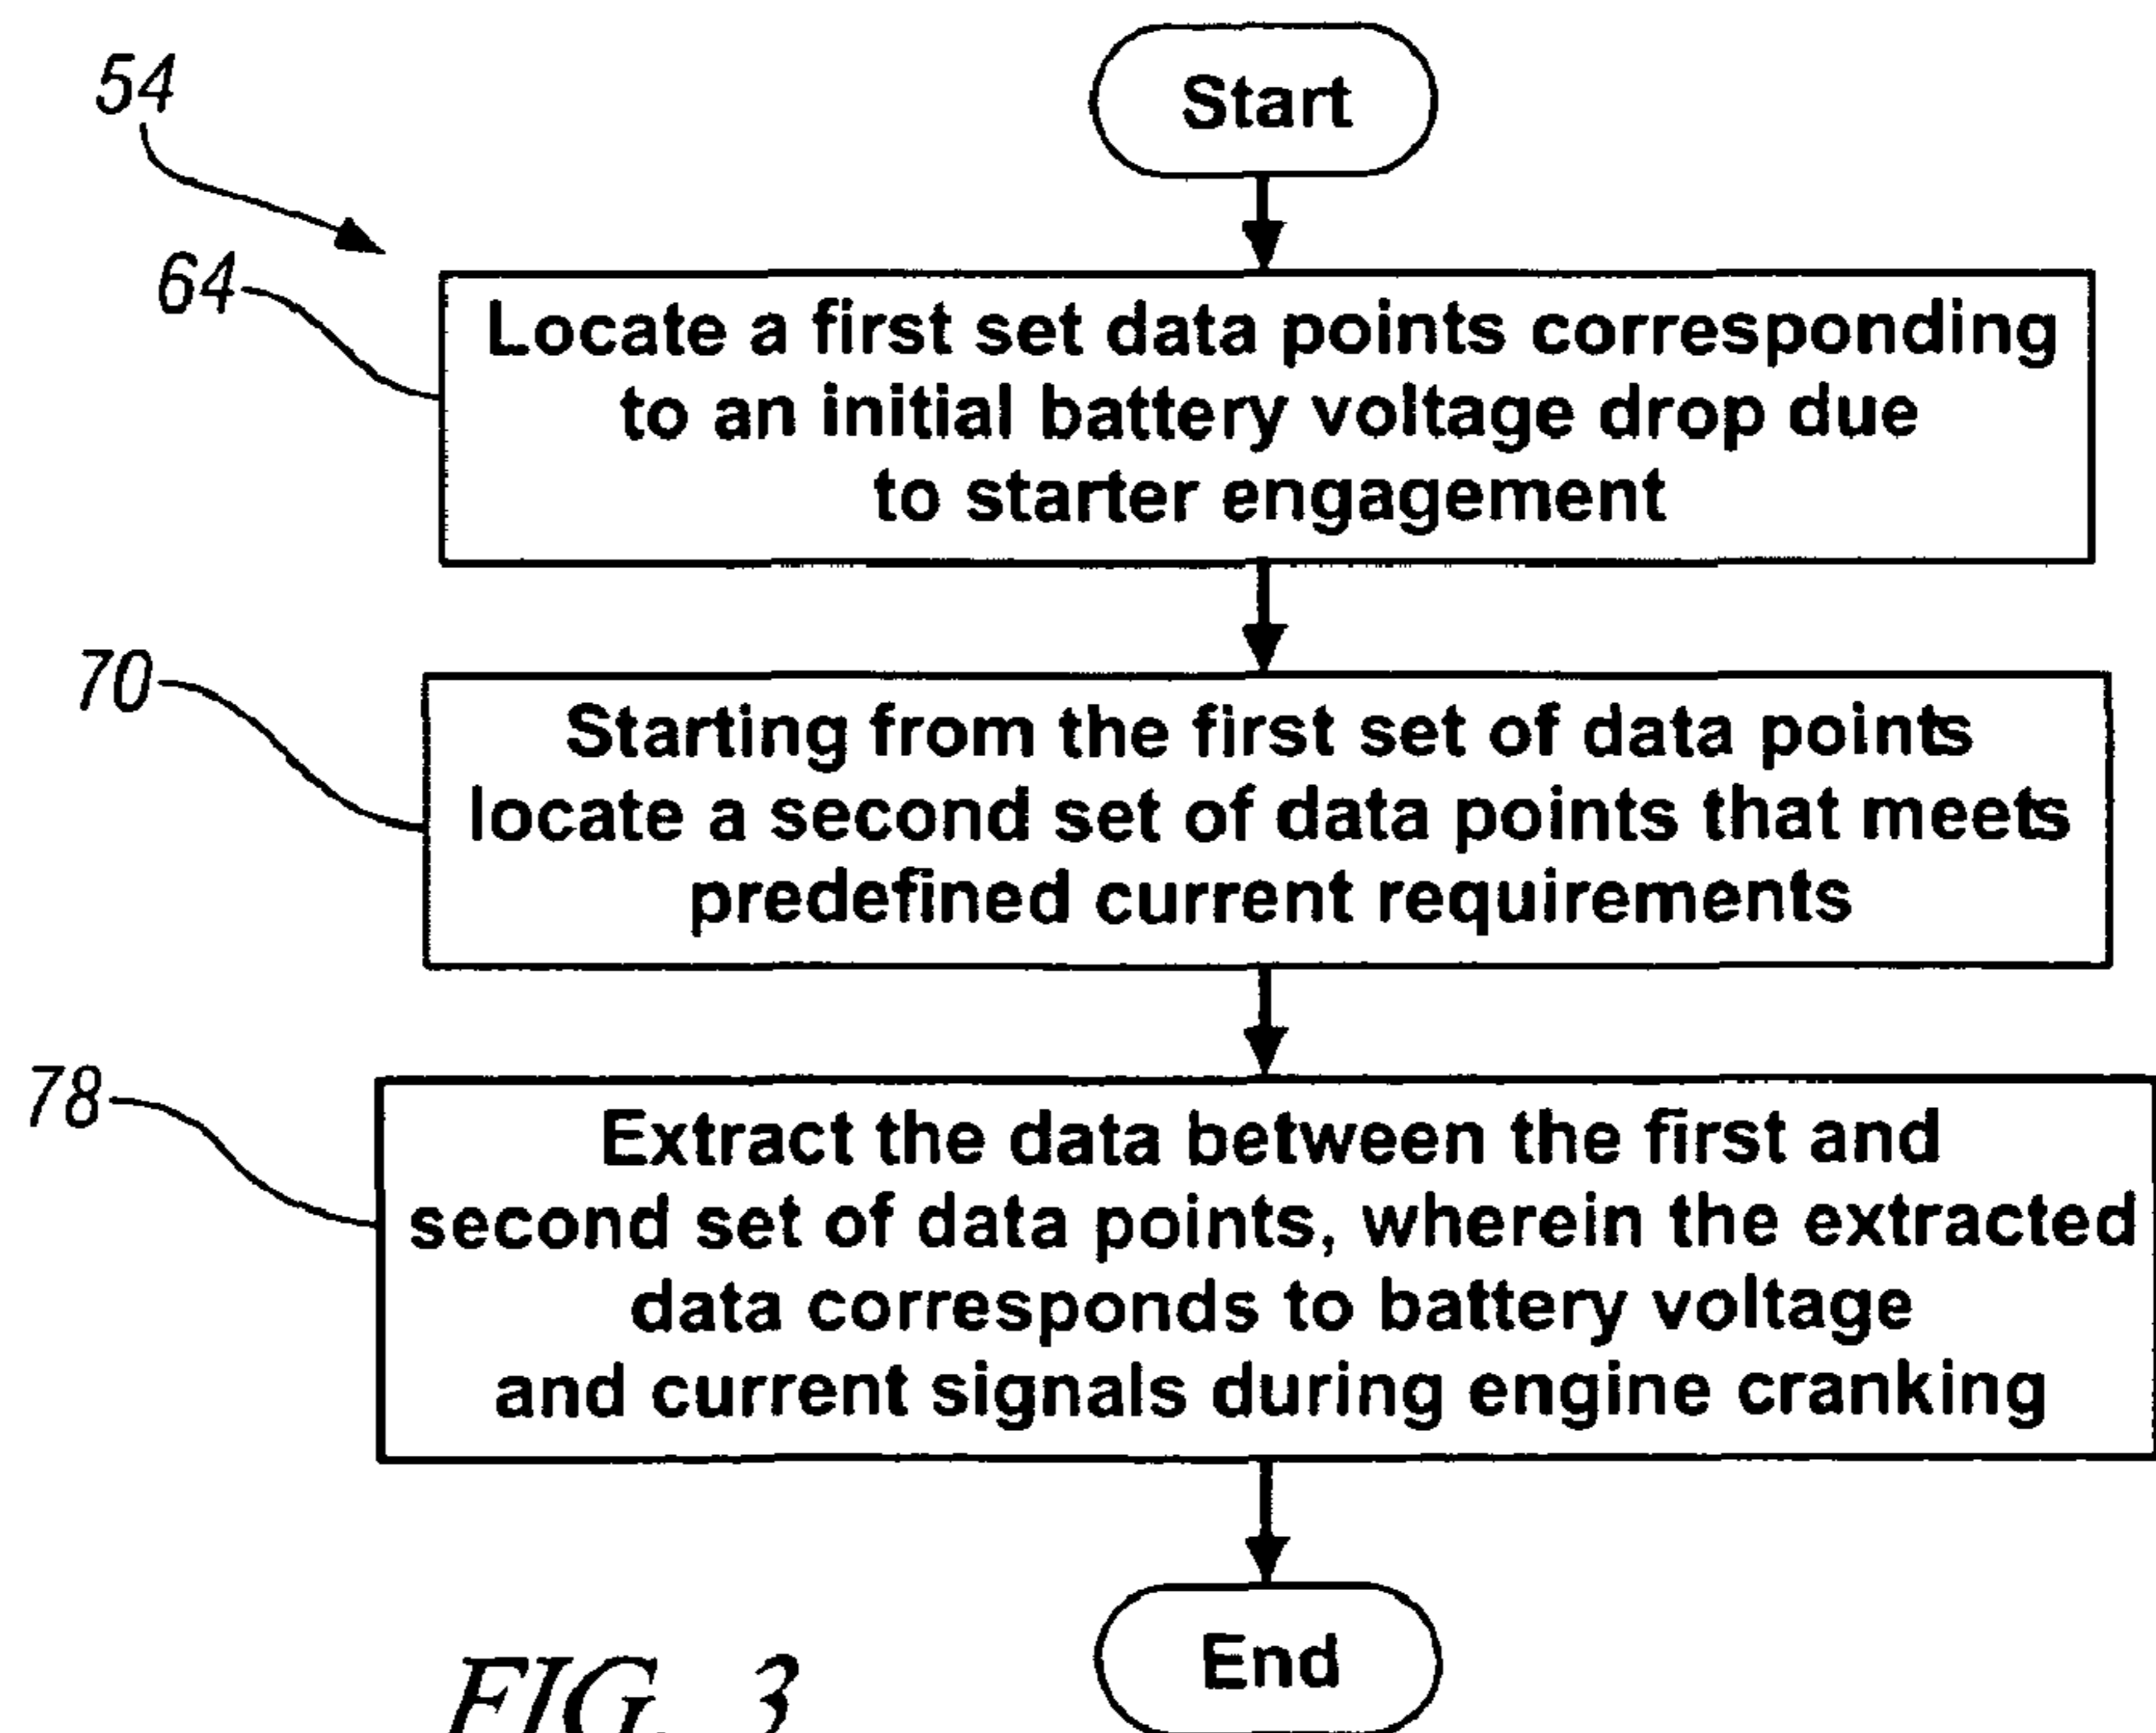 54
Start
64
Locate a first set data points corresponding
to an initial battery voltage drop due
to starter engagement
70
Starting from the first set of data points
locate a second set of data points that meets
predefined current requirements
78
Extract the data between the first and
second set of data points, wherein the extracted
data corresponds to battery voltage
and current signals during engine cranking
End
FIG. 3